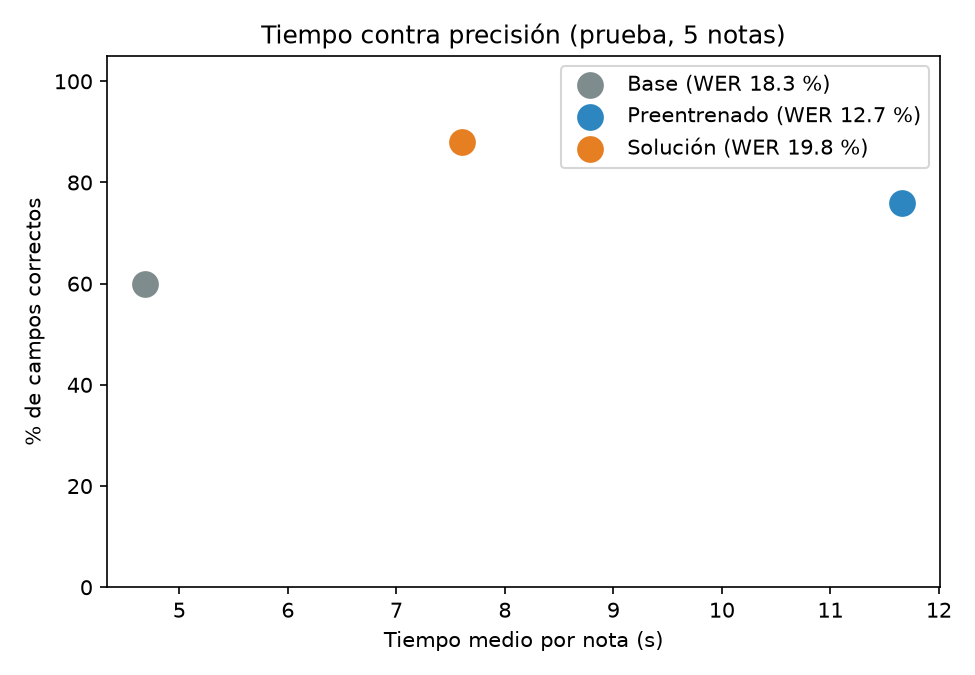 Tiempo contra precisión (prueba, 5 notas)
Base (WER 18.3 %)
Preentrenado (WER 12.7 %)
Solución (WER 19.8 %)
% de campos correctos
100
80
60
40
20
0
5 6 7 8 9 10 11 12
Tiempo medio por nota (s)